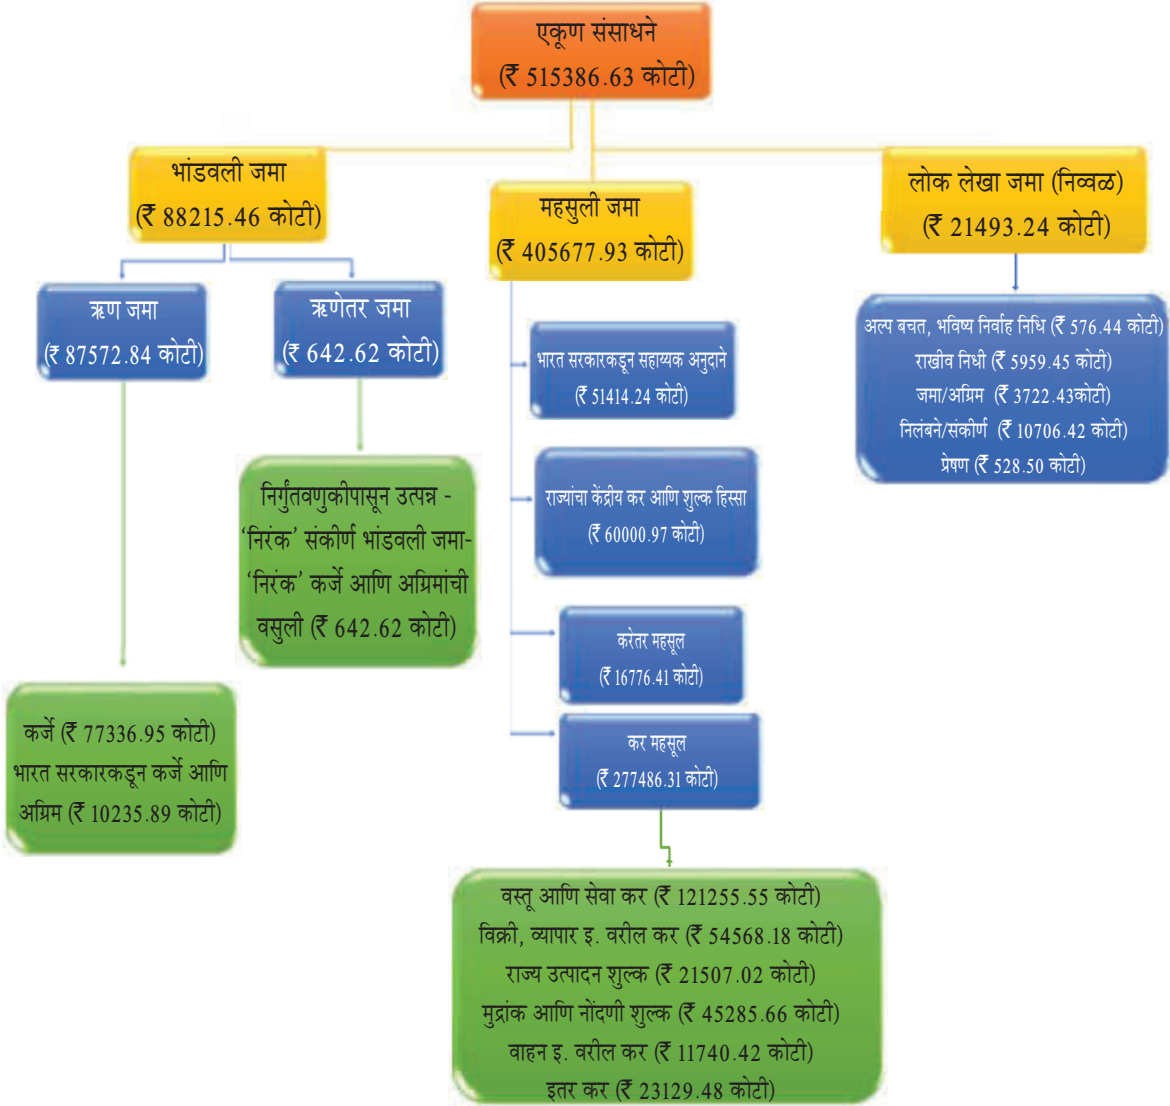 एकूण संसाधने
(₹ 515386.63 कोटी)
भांडवली जमा
(₹ 88215.46 कोटी)
महसुली जमा
(₹ 405677.93 कोटी)
लोक लेखा जमा (निव्वळ)
(₹ 21493.24 कोटी)
ऋण जमा
(₹ 87572.84 कोटी)
ऋणेतर जमा
(₹ 642.62 कोटी)
निर्गुंतवणुकीपासून उत्पन्न -
‘निरंक’ संकीर्ण भांडवली जमा-
‘निरंक’ कर्जे आणि अग्रिमांची
वसुली (₹ 642.62 कोटी)
कर्जे (₹ 77336.95 कोटी)
भारत सरकारकडून कर्जे आणि
अग्रिम (₹ 10235.89 कोटी)
भारत सरकारकडून सहाय्यक अनुदाने
(₹ 51414.24 कोटी)
राज्यांचा केंद्रीय कर आणि शुल्क हिस्सा
(₹ 60000.97 कोटी)
करेतर महसूल
(₹ 16776.41 कोटी)
कर महसूल
(₹ 277486.31 कोटी)
अल्प बचत, भविष्य निर्वाह निधि (₹ 576.44 कोटी)
राखीव निधी (₹ 5959.45 कोटी)
जमा/अग्रिम (₹ 3722.43कोटी)
निलंबने/संकीर्ण (₹ 10706.42 कोटी)
प्रेषण (₹ 528.50 कोटी)
वस्तू आणि सेवा कर (₹ 121255.55 कोटी)
विक्री, व्यापार इ. वरील कर (₹ 54568.18 कोटी)
राज्य उत्पादन शुल्क (₹ 21507.02 कोटी)
मुद्रांक आणि नोंदणी शुल्क (₹ 45285.66 कोटी)
वाहन इ. वरील कर (₹ 11740.42 कोटी)
इतर कर (₹ 23129.48 कोटी)